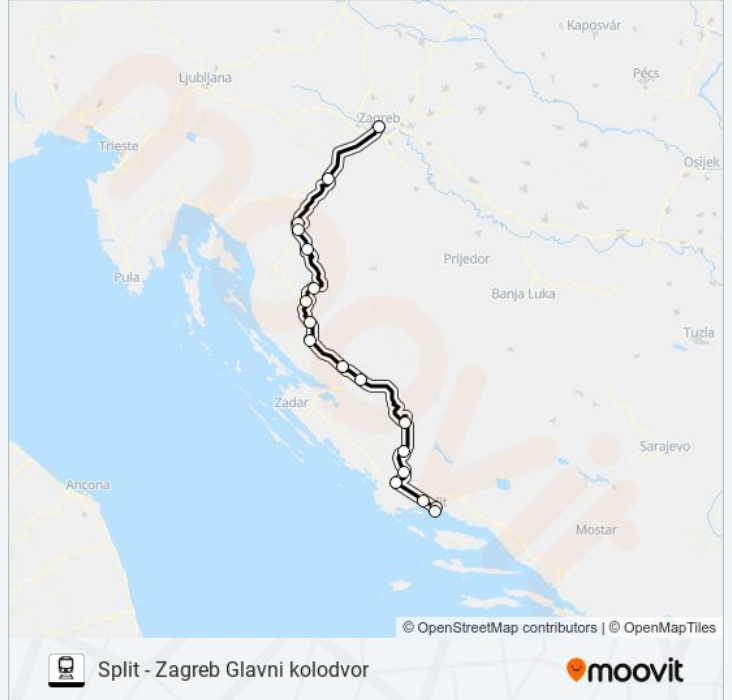 Kaposvár
Ljubljana
Pécs
Zagreb
Trieste
Osijek
Prijedor
Pula
Banja Luka
Tuzla
Zadar
Sarajevo
Ancona
Mostar
© OpenStreetMap contributors | © OpenMapTiles
Split - Zagreb Glavni kolodvor
moovit
moovit